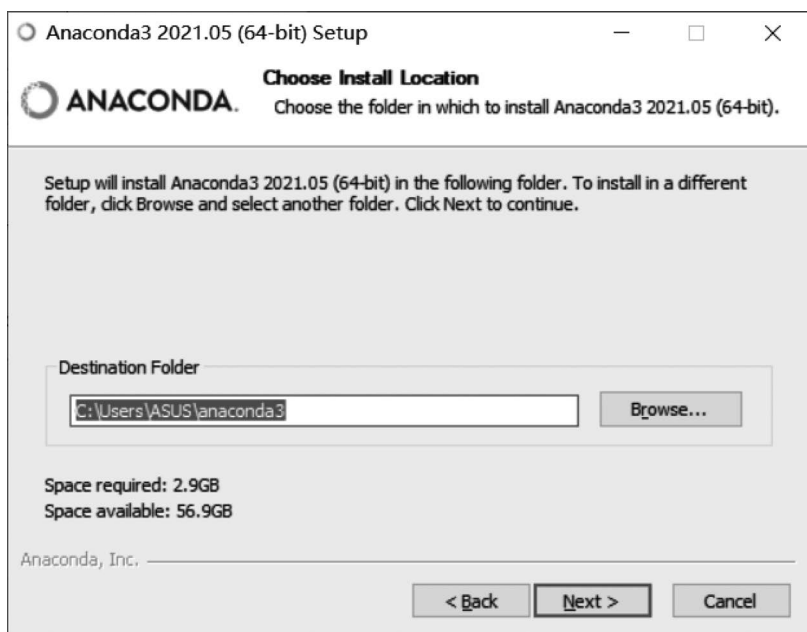 Anaconda3 2021.05 (64-bit) Setup
ANACONDA.
Choose Install Location
Choose the folder in which to install Anaconda3 2021.05 (64-bit).
Setup will install Anaconda3 2021.05 (64-bit) in the following folder. To install in a different
folder, click Browse and select another folder. Click Next to continue.
Destination Folder
C:\Users\ASUS\anaconda3
Browse...
Space required: 2.9GB
Space available: 56.9GB
Anaconda, Inc.
< Back
Next >
Cancel